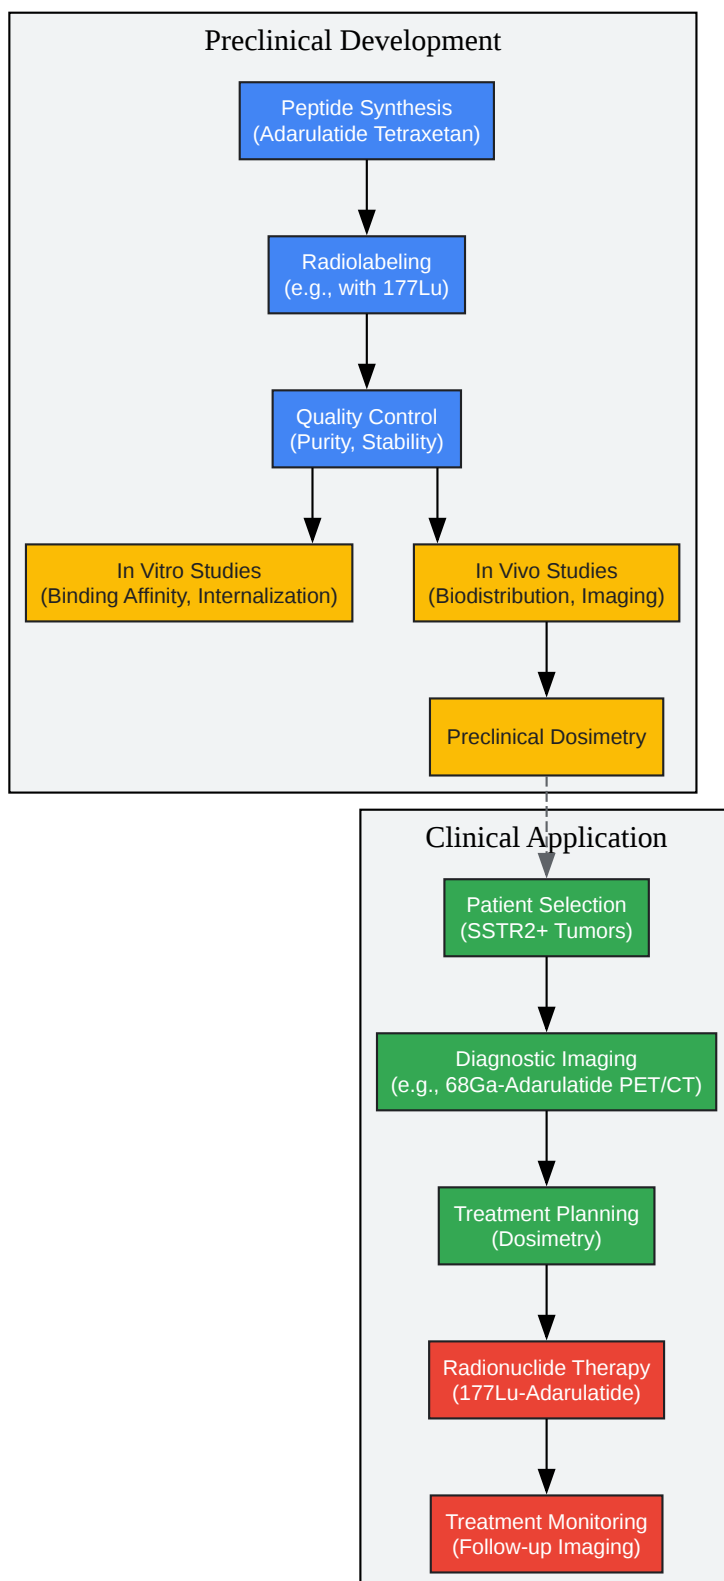 Preclinical Development
Peptide Synthesis
(Adarulatide Tetraxetan)
Radiolabeling
(e.g., with 177Lu)
Quality Control
(Purity, Stability)
In Vitro Studies
(Binding Affinity, Internalization)
In Vivo Studies
(Biodistribution, Imaging)
Preclinical Dosimetry
Clinical Application
Patient Selection
(SSTR2+ Tumors)
Diagnostic Imaging
(e.g., 68Ga-Adarulatide PET/CT)
Treatment Planning
(Dosimetry)
Radionuclide Therapy
(177Lu-Adarulatide)
Treatment Monitoring
(Follow-up Imaging)